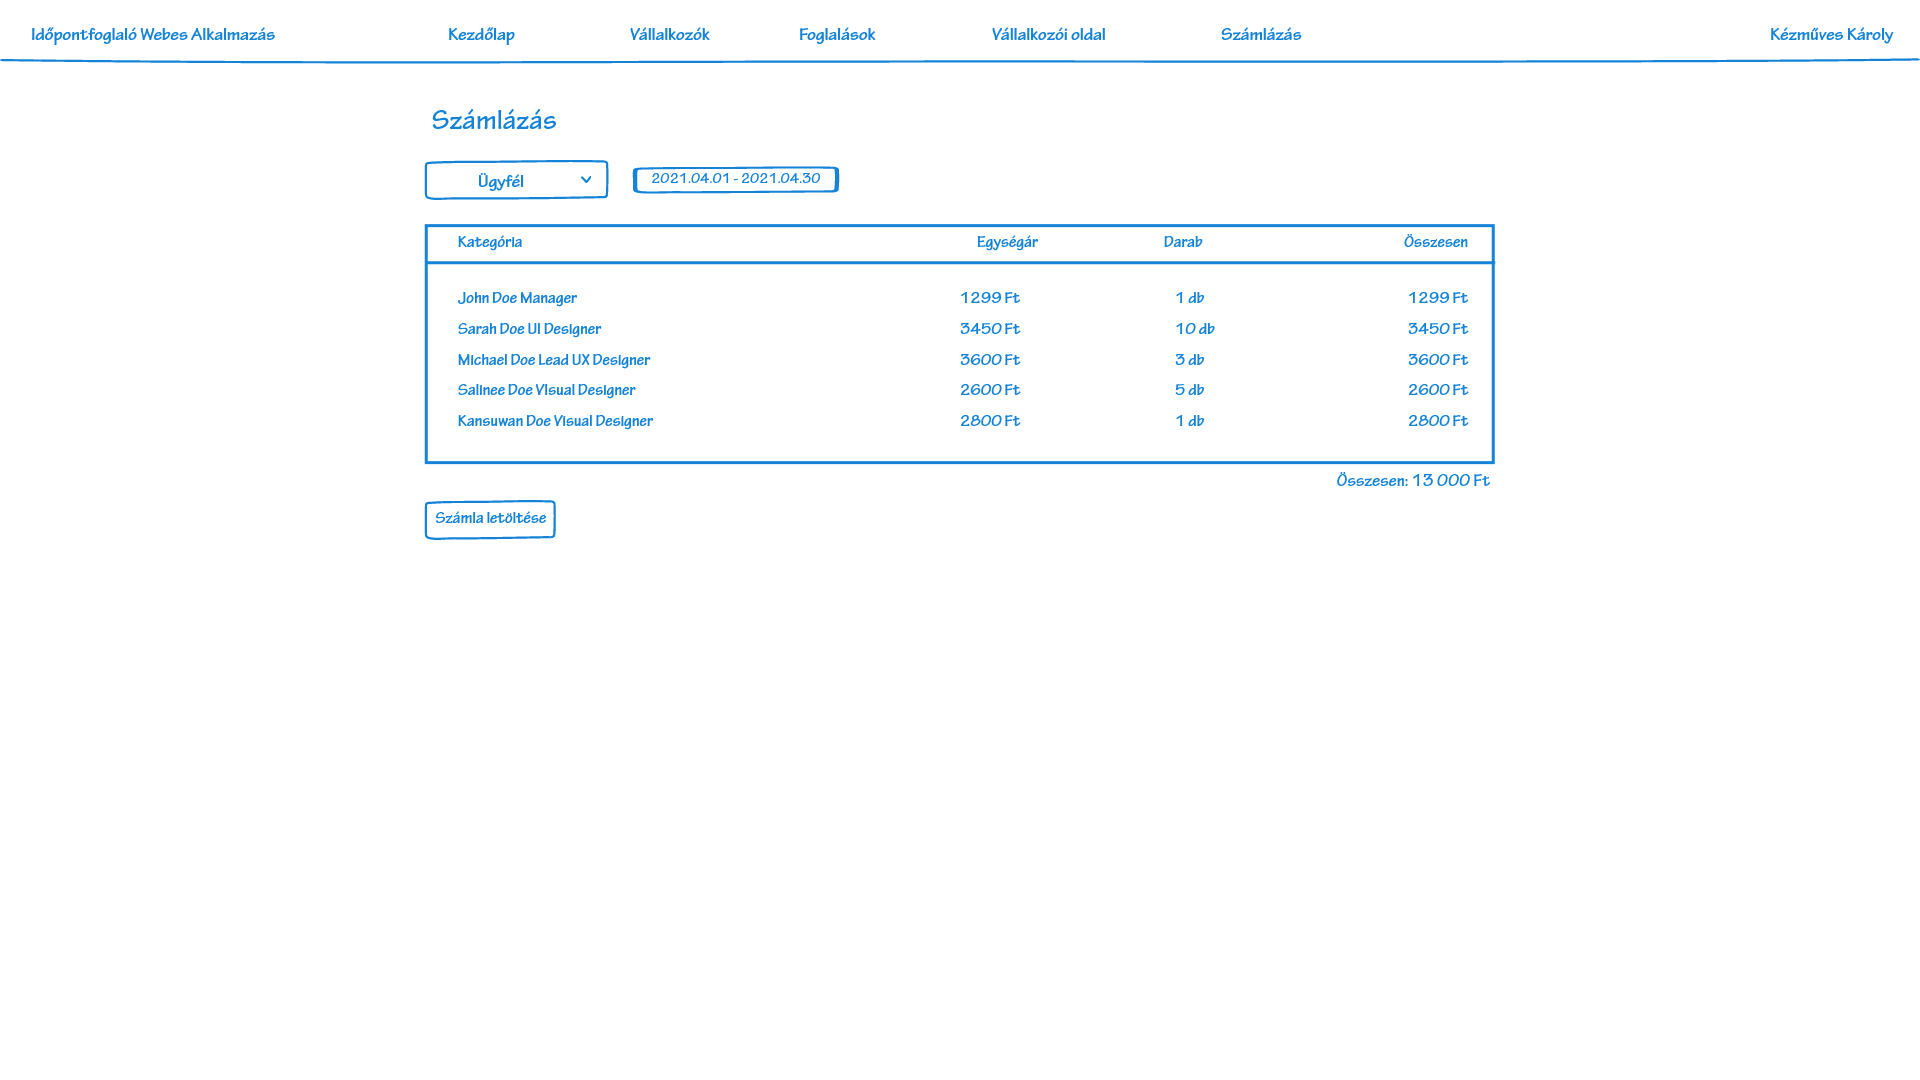 Időpontfoglaló Webes Alkalmazás Kezdőlap Vállalkozók Foglalások Vállalkozói oldal Számlázás Kézműves Károly
Számlázás
Ügyfél 2021.04.01 - 2021.04.30
Kategória Egységár Darab Összesen
John Doe Manager 1299 Ft 1 db 1299 Ft
Sarah Doe UI Designer 3450 Ft 10 db 3450 Ft
Michael Doe Lead UX Designer 3600 Ft 3 db 3600 Ft
Salinee Doe VIsual Designer 2600 Ft 5 db 2600 Ft
Kansuwan Doe Visual Designer 2800 Ft 1 db 2800 Ft
Összesen: 13 000 Ft
Számla letöltése